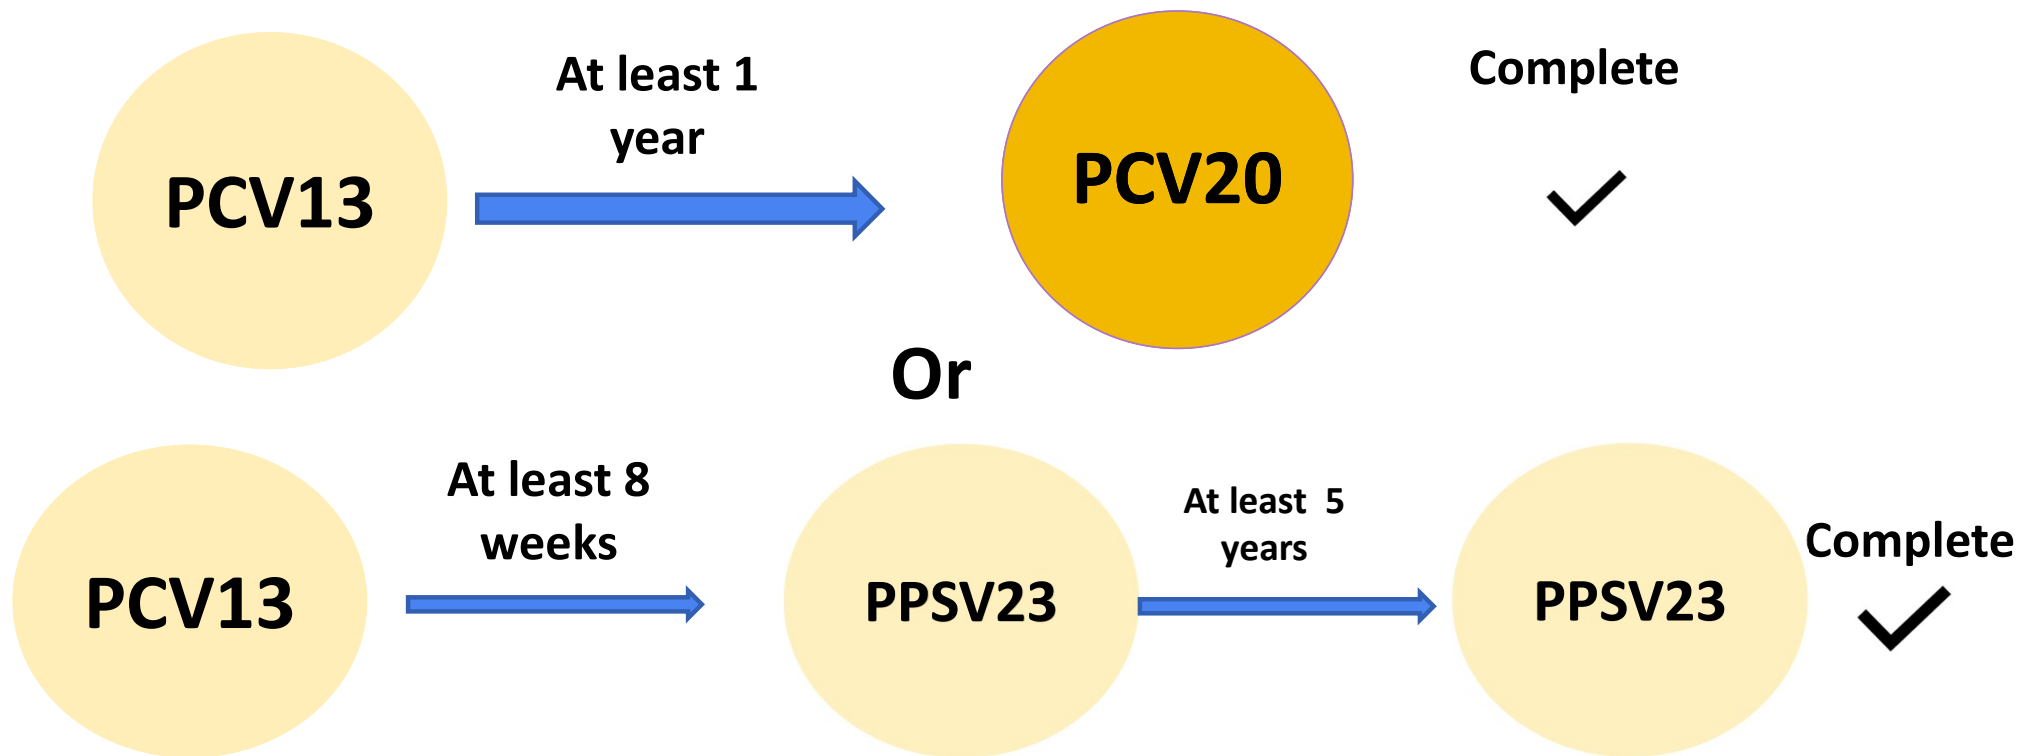 At least 1
year
Complete
PCV13
PCV20
Or
At least 8
weeks
At least  5
years
Complete
PCV13
PPSV23
PPSV23